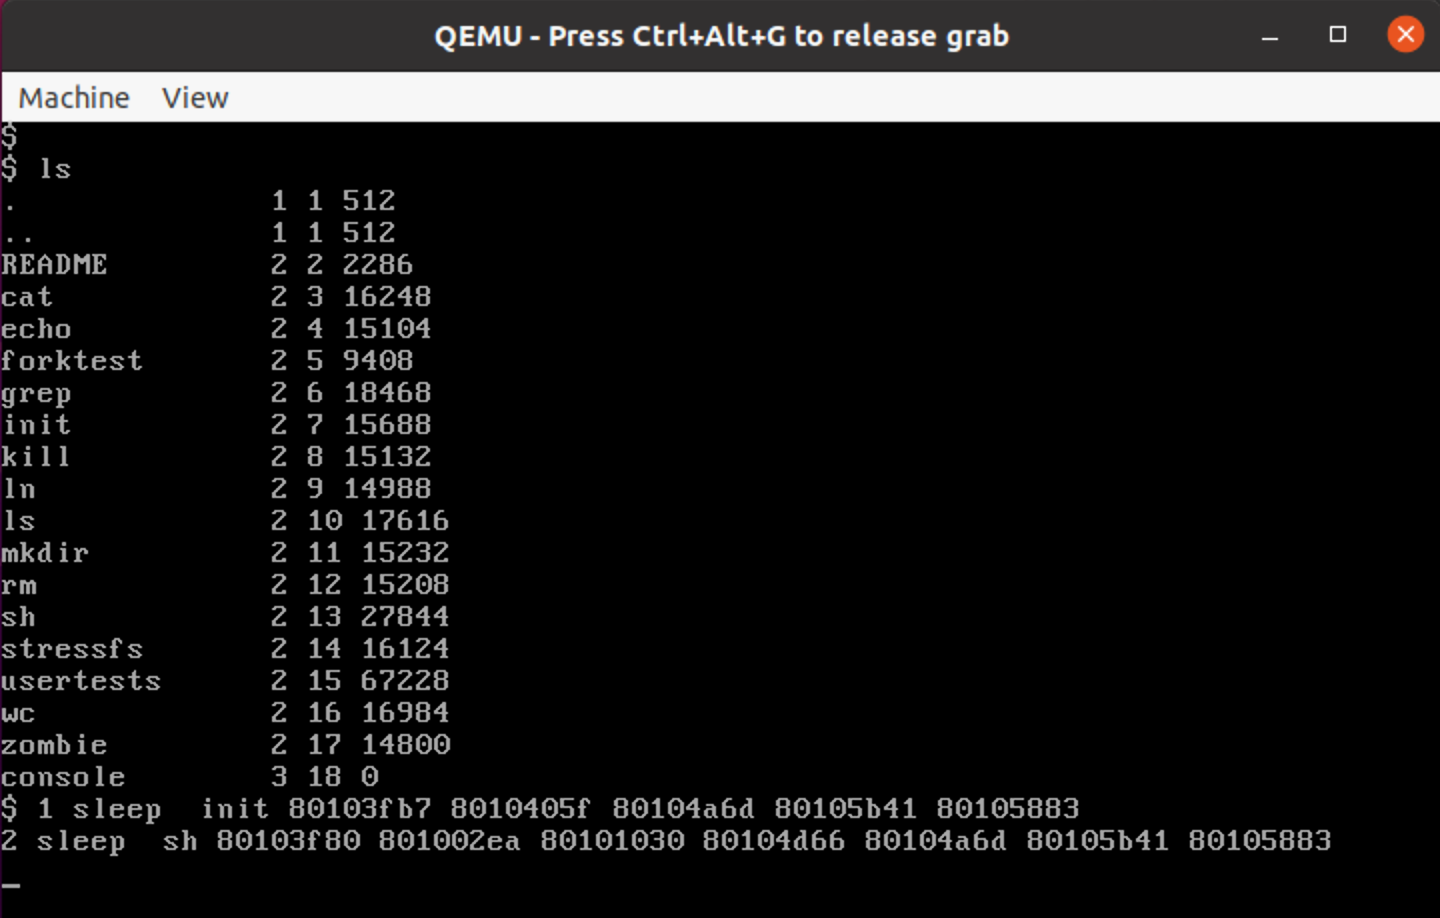 QEMU - Press Ctrl+Alt+G to release grab
Machine View
$
$ ls
. 1 1 512
.. 1 1 512
README 2 2 2286
cat 2 3 16248
echo 2 4 15104
forktest 2 5 9408
grep 2 6 18468
init 2 7 15688
kill 2 8 15132
ln 2 9 14988
ls 2 10 17616
mkdir 2 11 15232
rm 2 12 15208
sh 2 13 27844
stressfs 2 14 16124
usertests 2 15 67228
wc 2 16 16984
zombie 2 17 14800
console 3 18 0
$ 1 sleep  init 80103fb7 8010405f 80104a6d 80105b41 80105883
2 sleep  sh 80103f80 801002ea 80101030 80104d66 80104a6d 80105b41 80105883